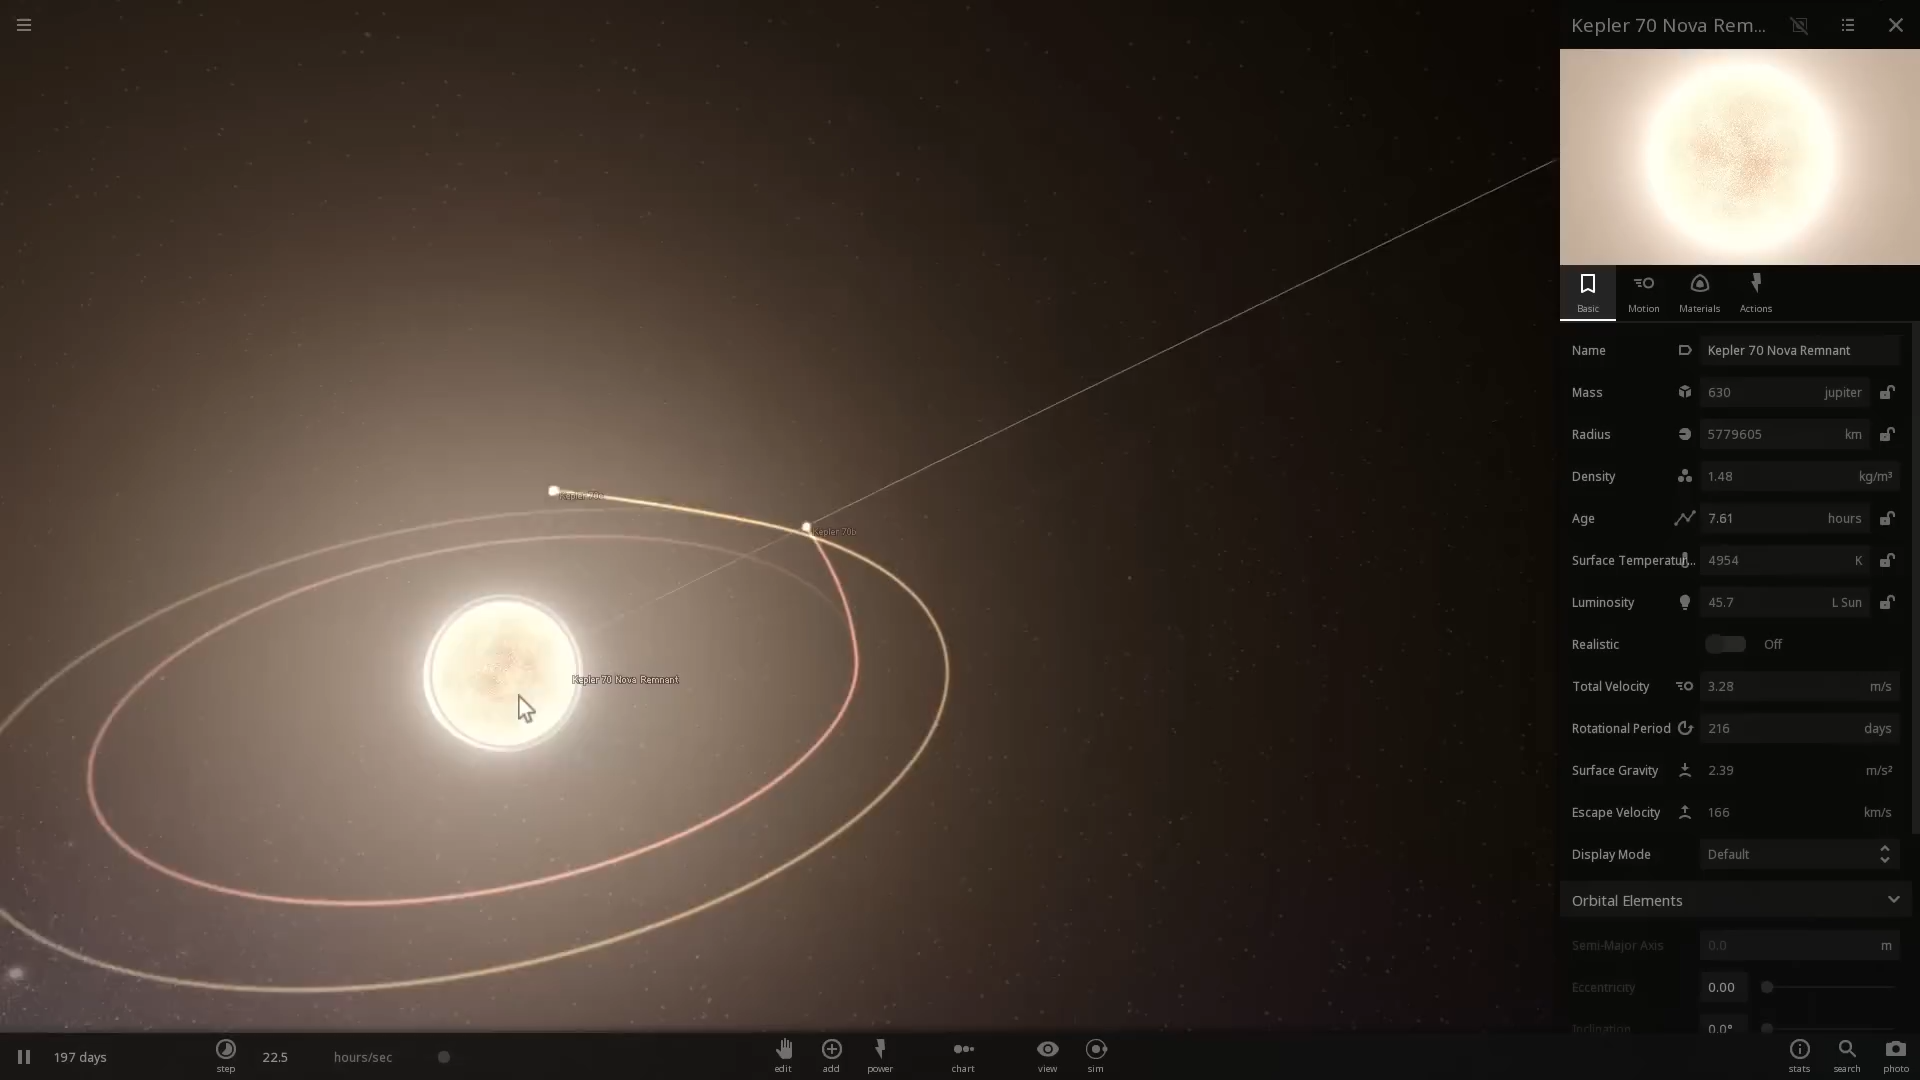 Kepler 70 Nova Rem...
Basic
Motion
Materials
Actions
Name Kepler 70 Nova Remnant
Mass 630 jupiter
Radius 5779605 km
Density 1.48 kg/m³
Age 7.61 hours
Surface Temperatur... 4954 K
Luminosity 45.7 L Sun
Realistic Off
Total Velocity 3.28 m/s
Rotational Period 216 days
Surface Gravity 2.39 m/s²
Escape Velocity 166 km/s
Display Mode Default
Orbital Elements
Semi-Major Axis 0.0 m
Eccentricity 0.00
Inclination 0.0°
Kepler 70b
Kepler 70 Nova Remnant
197 days
step
22.5 hours/sec
edit
add
power
chart
view
sim
stats
search
photo